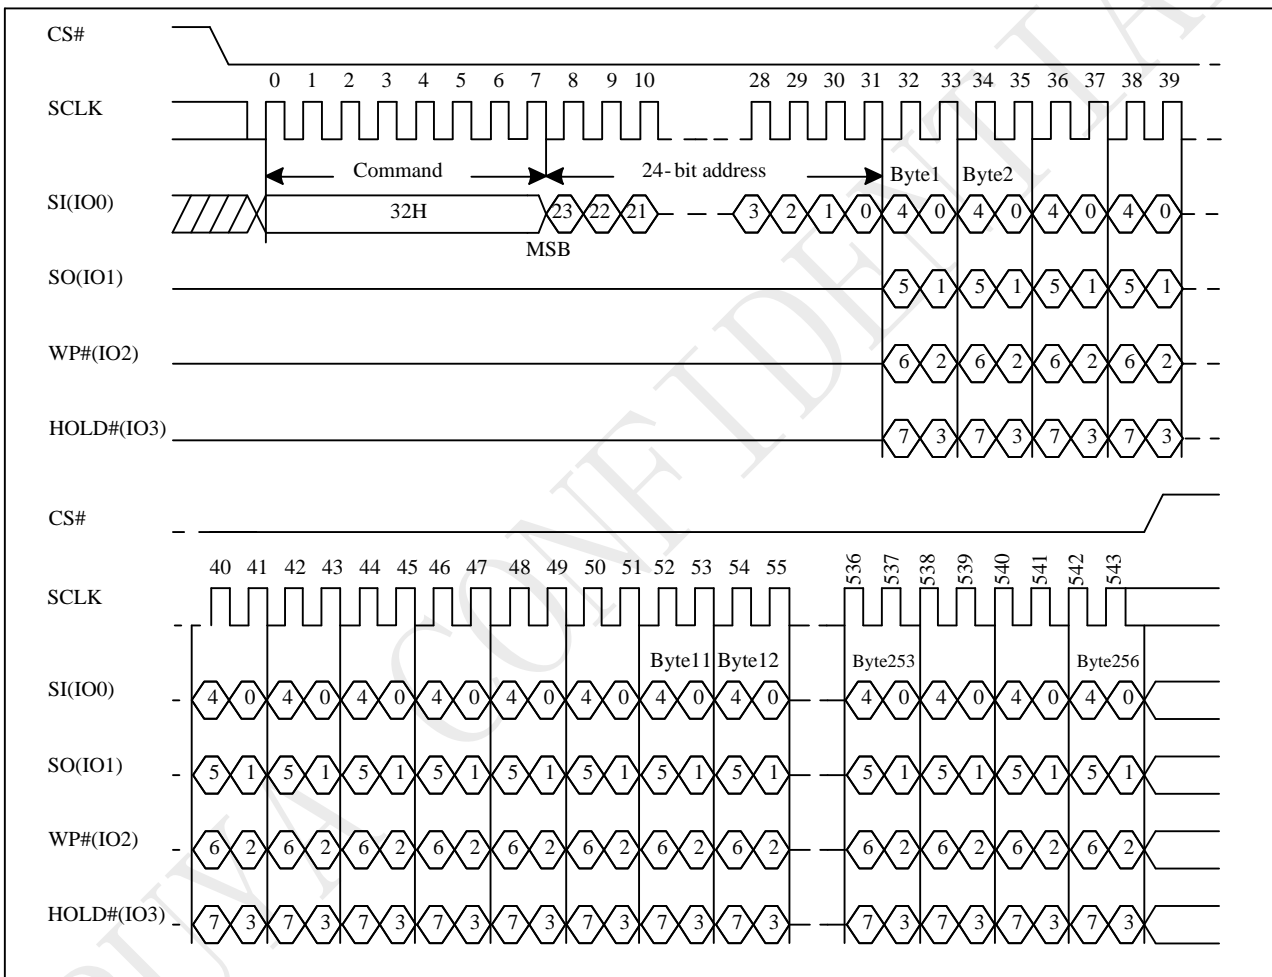 CS#
0 1 2 3 4 5 6 7 8 9 10 28 29 30 31 32 33 34 35 36 37 38 39
SCLK
Command 24-bit address Byte1 Byte2
SI(IO0) 32H 23 22 21 3 2 1 0 4 0 4 0 4 0 4 0
MSB
SO(IO1) 5 1 5 1 5 1 5 1
WP#(IO2) 6 2 6 2 6 2 6 2
HOLD#(IO3) 7 3 7 3 7 3 7 3
CS#
40 41 42 43 44 45 46 47 48 49 50 51 52 53 54 55 536 537 538 539 540 541 542 543
SCLK
Byte11 Byte12 Byte253 Byte256
SI(IO0) 4 0 4 0 4 0 4 0 4 0 4 0 4 0 4 0 4 0 4 0 4 0 4 0
SO(IO1) 5 1 5 1 5 1 5 1 5 1 5 1 5 1 5 1 5 1 5 1 5 1 5 1
WP#(IO2) 6 2 6 2 6 2 6 2 6 2 6 2 6 2 6 2 6 2 6 2 6 2 6 2
HOLD#(IO3) 7 3 7 3 7 3 7 3 7 3 7 3 7 3 7 3 7 3 7 3 7 3 7 3